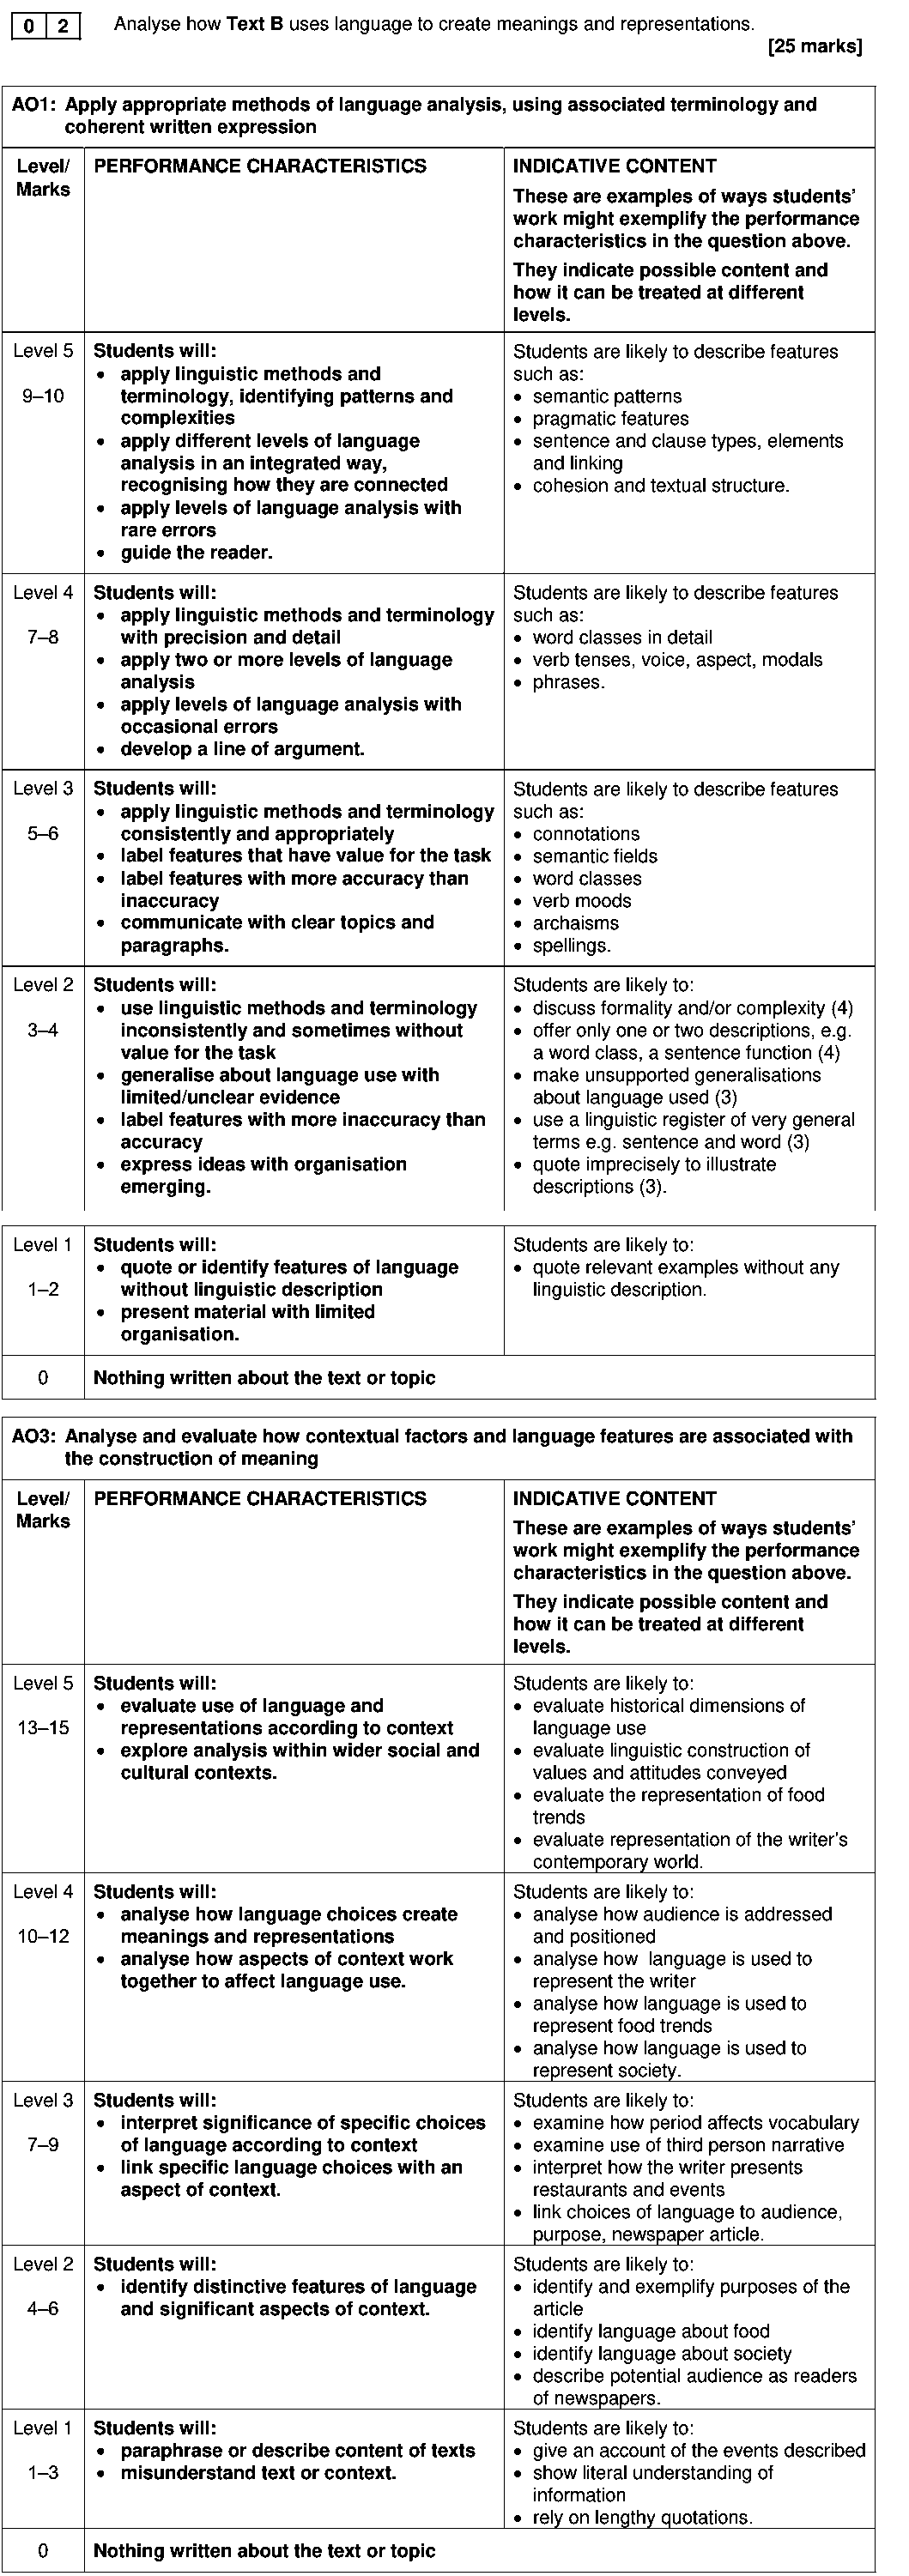 0 2 Analyse how Text B uses language to create meanings and representations.
[25 marks]
AO1: Apply appropriate methods of language analysis, using associated terminology and
coherent written expression
Level/
Marks
PERFORMANCE CHARACTERISTICS
INDICATIVE CONTENT
These are examples of ways students'
work might exemplify the performance
characteristics in the question above.
They indicate possible content and
how it can be treated at different
levels.
Level 5
9–10
Students will:
• apply linguistic methods and
terminology, identifying patterns and
complexities
• apply different levels of language
analysis in an integrated way,
recognising how they are connected
• apply levels of language analysis with
rare errors
• guide the reader.
Students are likely to describe features
such as:
• semantic patterns
• pragmatic features
• sentence and clause types, elements
and linking
• cohesion and textual structure.
Level 4
7–8
Students will:
• apply linguistic methods and terminology
with precision and detail
• apply two or more levels of language
analysis
• apply levels of language analysis with
occasional errors
• develop a line of argument.
Students are likely to describe features
such as:
• word classes in detail
• verb tenses, voice, aspect, modals
• phrases.
Level 3
5–6
Students will:
• apply linguistic methods and terminology
consistently and appropriately
• label features that have value for the task
• label features with more accuracy than
inaccuracy
• communicate with clear topics and
paragraphs.
Students are likely to describe features
such as:
• connotations
• semantic fields
• word classes
• verb moods
• archaisms
• spellings.
Level 2
3–4
Students will:
• use linguistic methods and terminology
inconsistently and sometimes without
value for the task
• generalise about language use with
limited/unclear evidence
• label features with more inaccuracy than
accuracy
• express ideas with organisation
emerging.
Students are likely to:
• discuss formality and/or complexity (4)
• offer only one or two descriptions, e.g.
a word class, a sentence function (4)
• make unsupported generalisations
about language used (3)
• use a linguistic register of very general
terms e.g. sentence and word (3)
• quote imprecisely to illustrate
descriptions (3).
Level 1
1–2
Students will:
• quote or identify features of language
without linguistic description
• present material with limited
organisation.
Students are likely to:
• quote relevant examples without any
linguistic description.
0
Nothing written about the text or topic
AO3: Analyse and evaluate how contextual factors and language features are associated with
the construction of meaning
Level/
Marks
PERFORMANCE CHARACTERISTICS
INDICATIVE CONTENT
These are examples of ways students'
work might exemplify the performance
characteristics in the question above.
They indicate possible content and
how it can be treated at different
levels.
Level 5
13–15
Students will:
• evaluate use of language and
representations according to context
• explore analysis within wider social and
cultural contexts.
Students are likely to:
• evaluate historical dimensions of
language use
• evaluate linguistic construction of
values and attitudes conveyed
• evaluate the representation of food
trends
• evaluate representation of the writer's
contemporary world.
Level 4
10–12
Students will:
• analyse how language choices create
meanings and representations
• analyse how aspects of context work
together to affect language use.
Students are likely to:
• analyse how audience is addressed
and positioned
• analyse how language is used to
represent the writer
• analyse how language is used to
represent food trends
• analyse how language is used to
represent society.
Level 3
7–9
Students will:
• interpret significance of specific choices
of language according to context
• link specific language choices with an
aspect of context.
Students are likely to:
• examine how period affects vocabulary
• examine use of third person narrative
• interpret how the writer presents
restaurants and events
• link choices of language to audience,
purpose, newspaper article.
Level 2
4–6
Students will:
• identify distinctive features of language
and significant aspects of context.
Students are likely to:
• identify and exemplify purposes of the
article
• identify language about food
• identify language about society
• describe potential audience as readers
of newspapers.
Level 1
1–3
Students will:
• paraphrase or describe content of texts
• misunderstand text or context.
Students are likely to:
• give an account of the events described
• show literal understanding of
information
• rely on lengthy quotations.
0
Nothing written about the text or topic